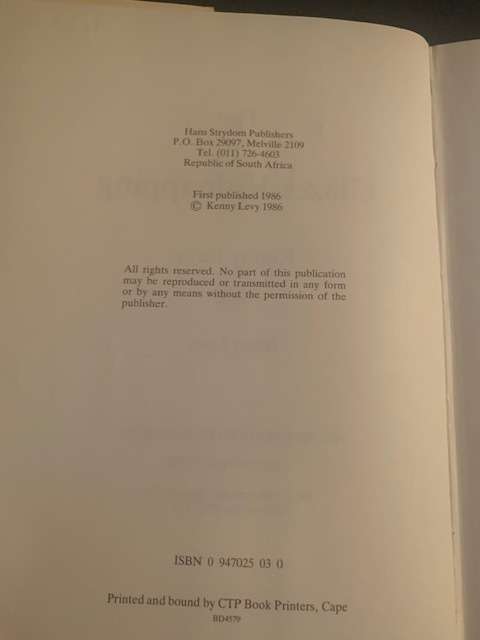 Hans Strydom Publishers
P.O. Box 29097, Melville 2109
Tel. (011) 726-4603
Republic of South Africa
First published 1986
© Kenny Levy 1986
All rights reserved. No part of this publication
may be reproduced or transmitted in any form
or by any means without the permission of the
publisher.
ISBN 0 947025 03 0
Printed and bound by CTP Book Printers, Cape
BD4579